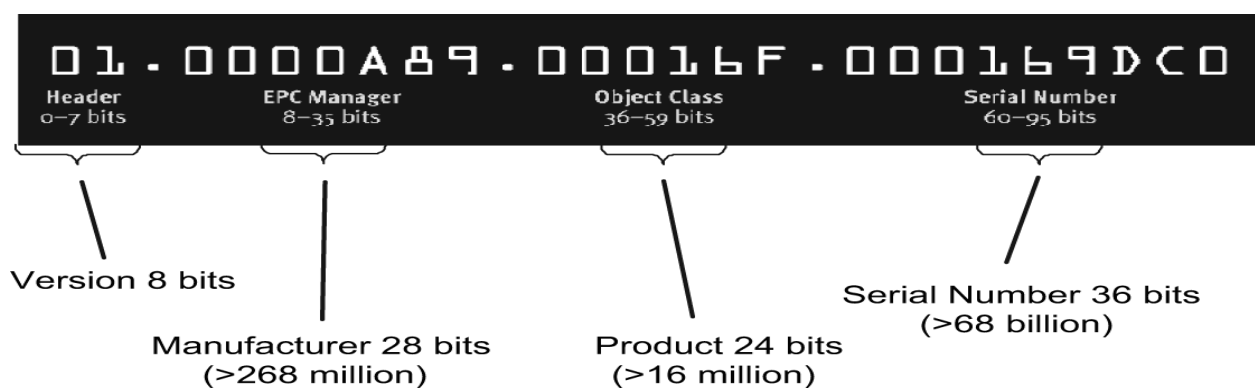 01.0000A89.00016F.000169DC0
Header EPC Manager Object Class Serial Number
0–7 bits 8–35 bits 36–59 bits 60–95 bits
Version 8 bits
Manufacturer 28 bits
(>268 million)
Product 24 bits
(>16 million)
Serial Number 36 bits
(>68 billion)